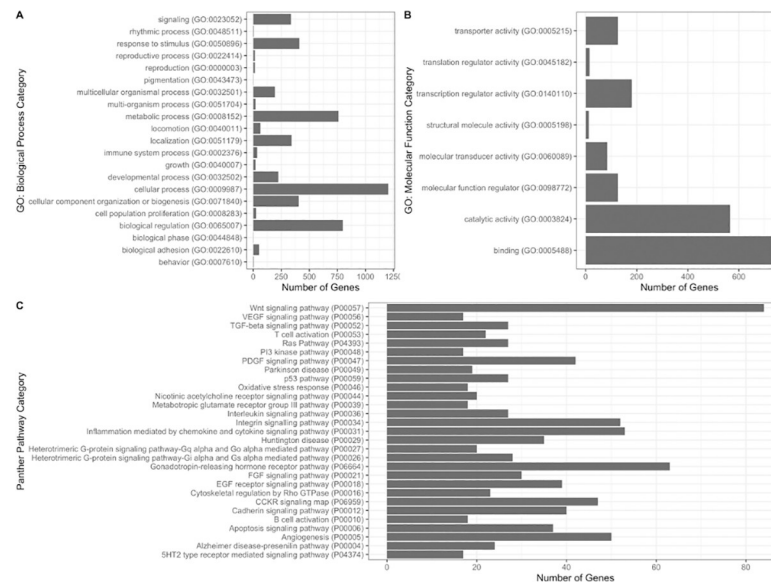 A
GO: Biological Process Category
signaling (GO:0023052)
rhythmic process (GO:0048511)
response to stimulus (GO:0050896)
reproductive process (GO:0022414)
reproduction (GO:0000003)
pigmentation (GO:0043473)
multicellular organismal process (GO:0032501)
multi-organism process (GO:0051704)
metabolic process (GO:0008152)
locomotion (GO:0040011)
localization (GO:0051179)
immune system process (GO:0002376)
growth (GO:0040007)
developmental process (GO:0032502)
cellular process (GO:0009987)
cellular component organization or biogenesis (GO:0071840)
cell population proliferation (GO:0008283)
biological regulation (GO:0065007)
biological phase (GO:0044848)
biological adhesion (GO:0022610)
behavior (GO:0007610)
0 250 500 750 1000 125
Number of Genes
B
GO: Molecular Function Category
transporter activity (GO:0005215)
translation regulator activity (GO:0045182)
transcription regulator activity (GO:0140110)
structural molecule activity (GO:0005198)
molecular transducer activity (GO:0060089)
molecular function regulator (GO:0098772)
catalytic activity (GO:0003824)
binding (GO:0005488)
0 200 400 600
Number of Genes
C
Panther Pathway Category
Wnt signaling pathway (P00057)
VEGF signaling pathway (P00056)
TGF-beta signaling pathway (P00052)
T cell activation (P00053)
Ras Pathway (P04393)
PI3 kinase pathway (P00048)
PDGF signaling pathway (P00047)
Parkinson disease (P00049)
p53 pathway (P00059)
Oxidative stress response (P00046)
Nicotinic acetylcholine receptor signaling pathway (P00044)
Metabotropic glutamate receptor group III pathway (P00039)
Interleukin signaling pathway (P00036)
Integrin signalling pathway (P00034)
Inflammation mediated by chemokine and cytokine signaling pathway (P00031)
Huntington disease (P00029)
Heterotrimeric G-protein signaling pathway-Gq alpha and Go alpha mediated pathway (P00027)
Heterotrimeric G-protein signaling pathway-Gi alpha and Gs alpha mediated pathway (P00026)
Gonadotropin-releasing hormone receptor pathway (P06664)
FGF signaling pathway (P00021)
EGF receptor signaling pathway (P00018)
Cytoskeletal regulation by Rho GTPase (P00016)
CCKR signaling map (P06959)
Cadherin signaling pathway (P00012)
B cell activation (P00010)
Apoptosis signaling pathway (P00006)
Angiogenesis (P00005)
Alzheimer disease-presenilin pathway (P00004)
5HT2 type receptor mediated signaling pathway (P04374)
0 20 40 60 80
Number of Genes